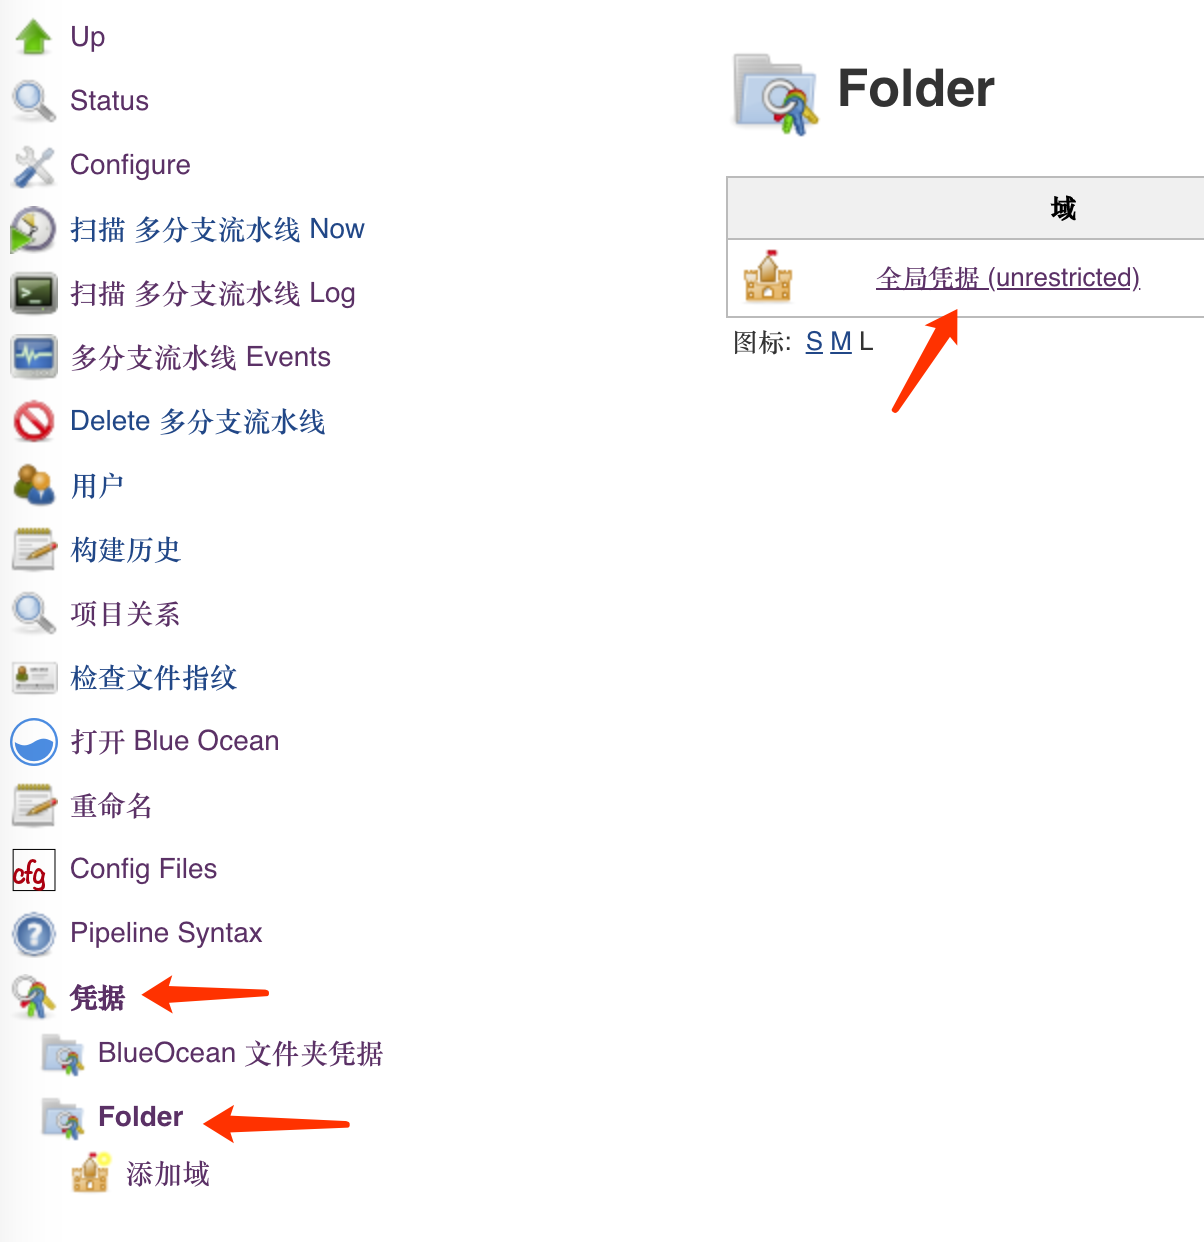 Up
Status
Configure
扫描 多分支流水线 Now
扫描 多分支流水线 Log
多分支流水线 Events
Delete 多分支流水线
用户
构建历史
项目关系
检查文件指纹
打开 Blue Ocean
重命名
cfg Config Files
Pipeline Syntax
凭据
BlueOcean 文件夹凭据
Folder
添加域
Folder
域
全局凭据 (unrestricted)
图标: S M L